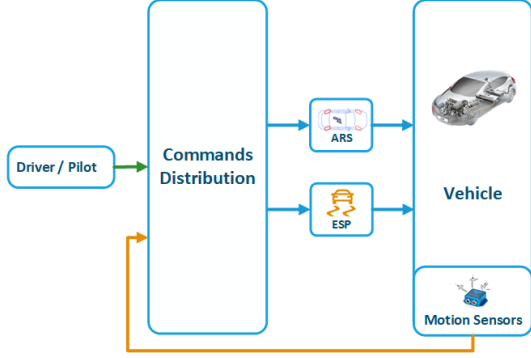 Driver / Pilot
Commands
Distribution
ARS
ESP
Vehicle
Motion Sensors